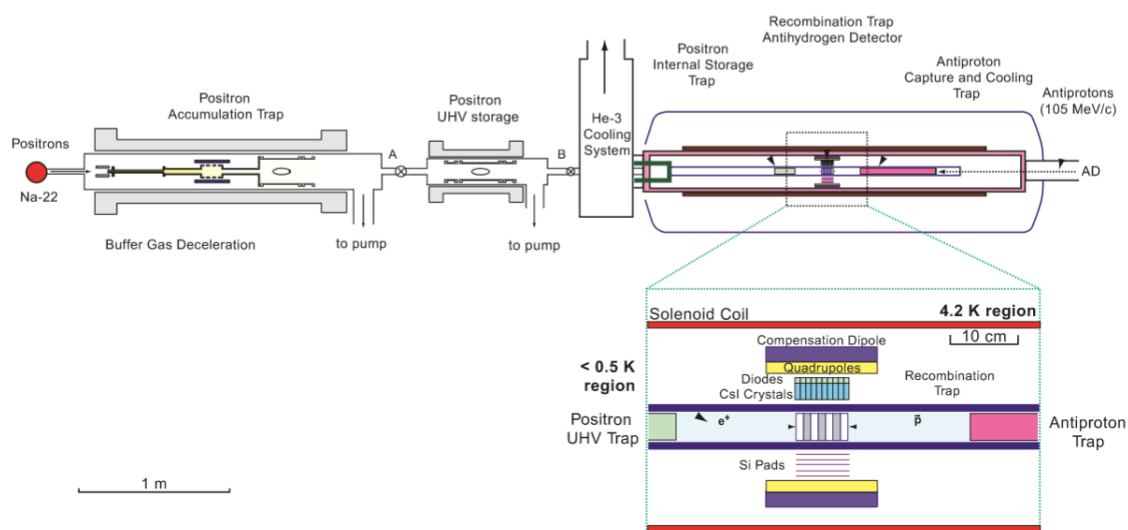 Recombination Trap
Antihydrogen Detector
Positron
Internal Storage
Trap
Antiproton
Capture and Cooling
Trap
Antiprotons
(105 MeV/c)
Positron
Accumulation Trap
Positron
UHV storage
He-3
Cooling
System
Positrons
A
B
AD
Na-22
Buffer Gas Deceleration
to pump
to pump
Solenoid Coil
4.2 K region
10 cm
Compensation Dipole
Quadrupoles
< 0.5 K
region
Diodes
CsI Crystals
Recombination
Trap
Positron
UHV Trap
e+
p̄
Antiproton
Trap
Si Pads
1 m